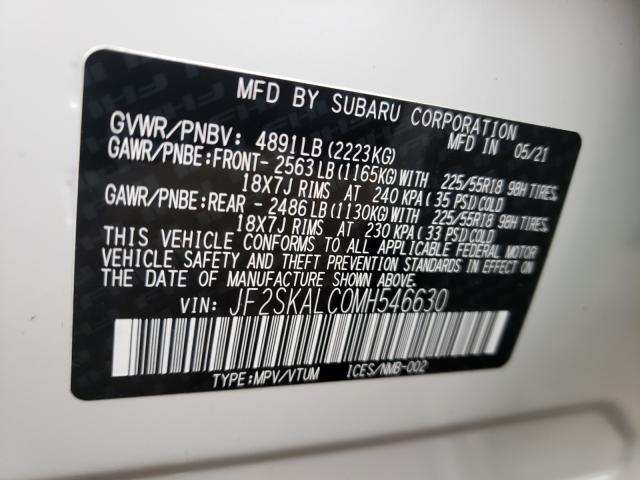 MFD BY SUBARU CORPORATION
GVWR/PNBV: 4891LB(2223KG) MFD IN 05/21
GAWR/PNBE:FRONT- 2563LB(1165KG)WITH 225/55R18 98H TIRES,
18X7J RIMS AT 240 KPA( 35 PSI)COLD
GAWR/PNBE:REAR - 2486LB(1130KG)WITH 225/55R18 98H TIRES,
18X7J RIMS AT 230 KPA( 33 PSI)COLD
THIS VEHICLE CONFORMS TO ALL APPLICABLE FEDERAL MOTOR
VEHICLE SAFETY AND THEFT PREVENTION STANDARDS IN EFFECT ON
THE DATE OF MANUFACTURE SHOWN ABOVE.
VIN: JF2SKALC0MH546630
TYPE:MPV/VTUM ICES/NMB-002